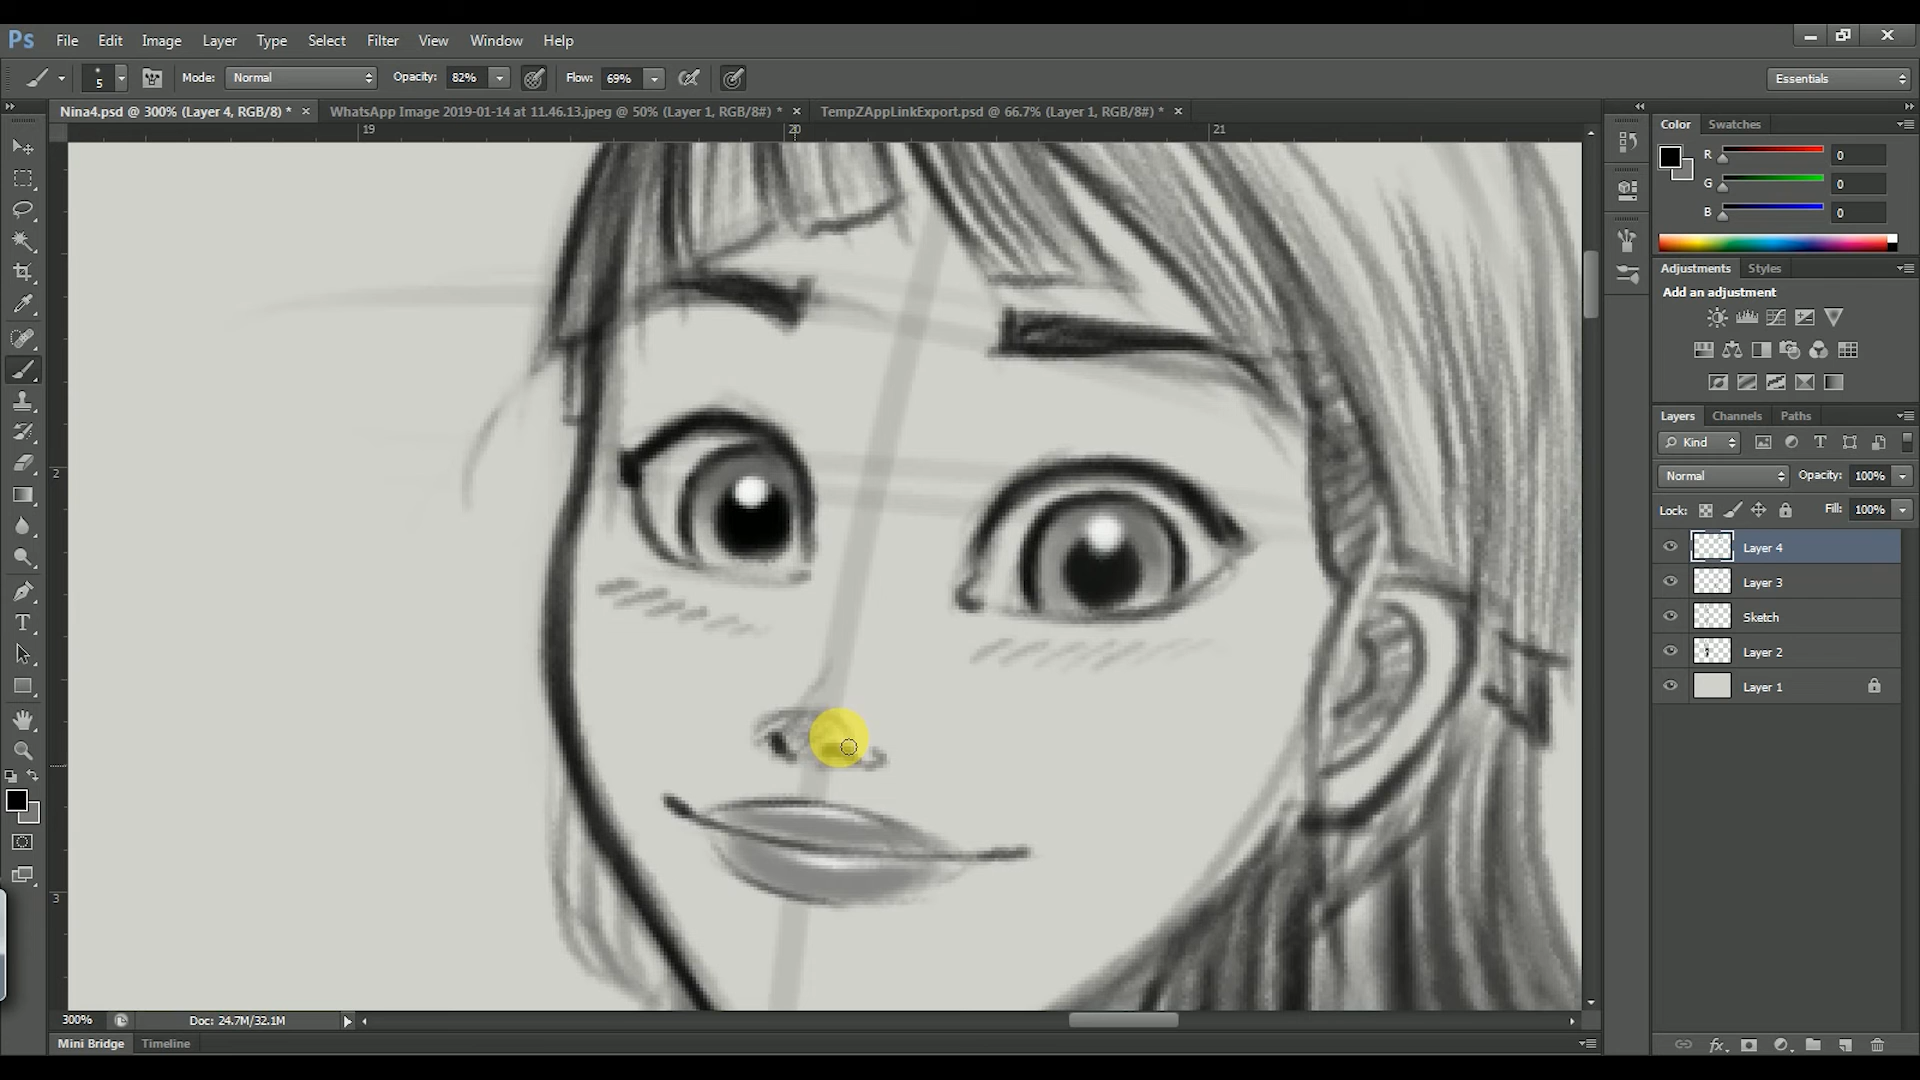 Ps File Edit Image Layer Type Select Filter View Window Help
5 Mode: Normal Opacity: 82% Flow: 69% Essentials
Nina4.psd @ 300% (Layer 4, RGB/8) * × WhatsApp Image 2019-01-14 at 11.46.13.jpeg @ 50% (Layer 1, RGB/8#) * × TempZAppLinkExport.psd @ 66.7% (Layer 1, RGB/8#) * ×
19 20 21
Color Swatches
R 0
G 0
B 0
Adjustments Styles
Add an adjustment
Layers Channels Paths
Kind
Normal Opacity: 100%
Lock: Fill: 100%
Layer 4
Layer 3
Sketch
Layer 2
Layer 1
2
3
300% Doc: 24.7M/32.1M
Mini Bridge Timeline